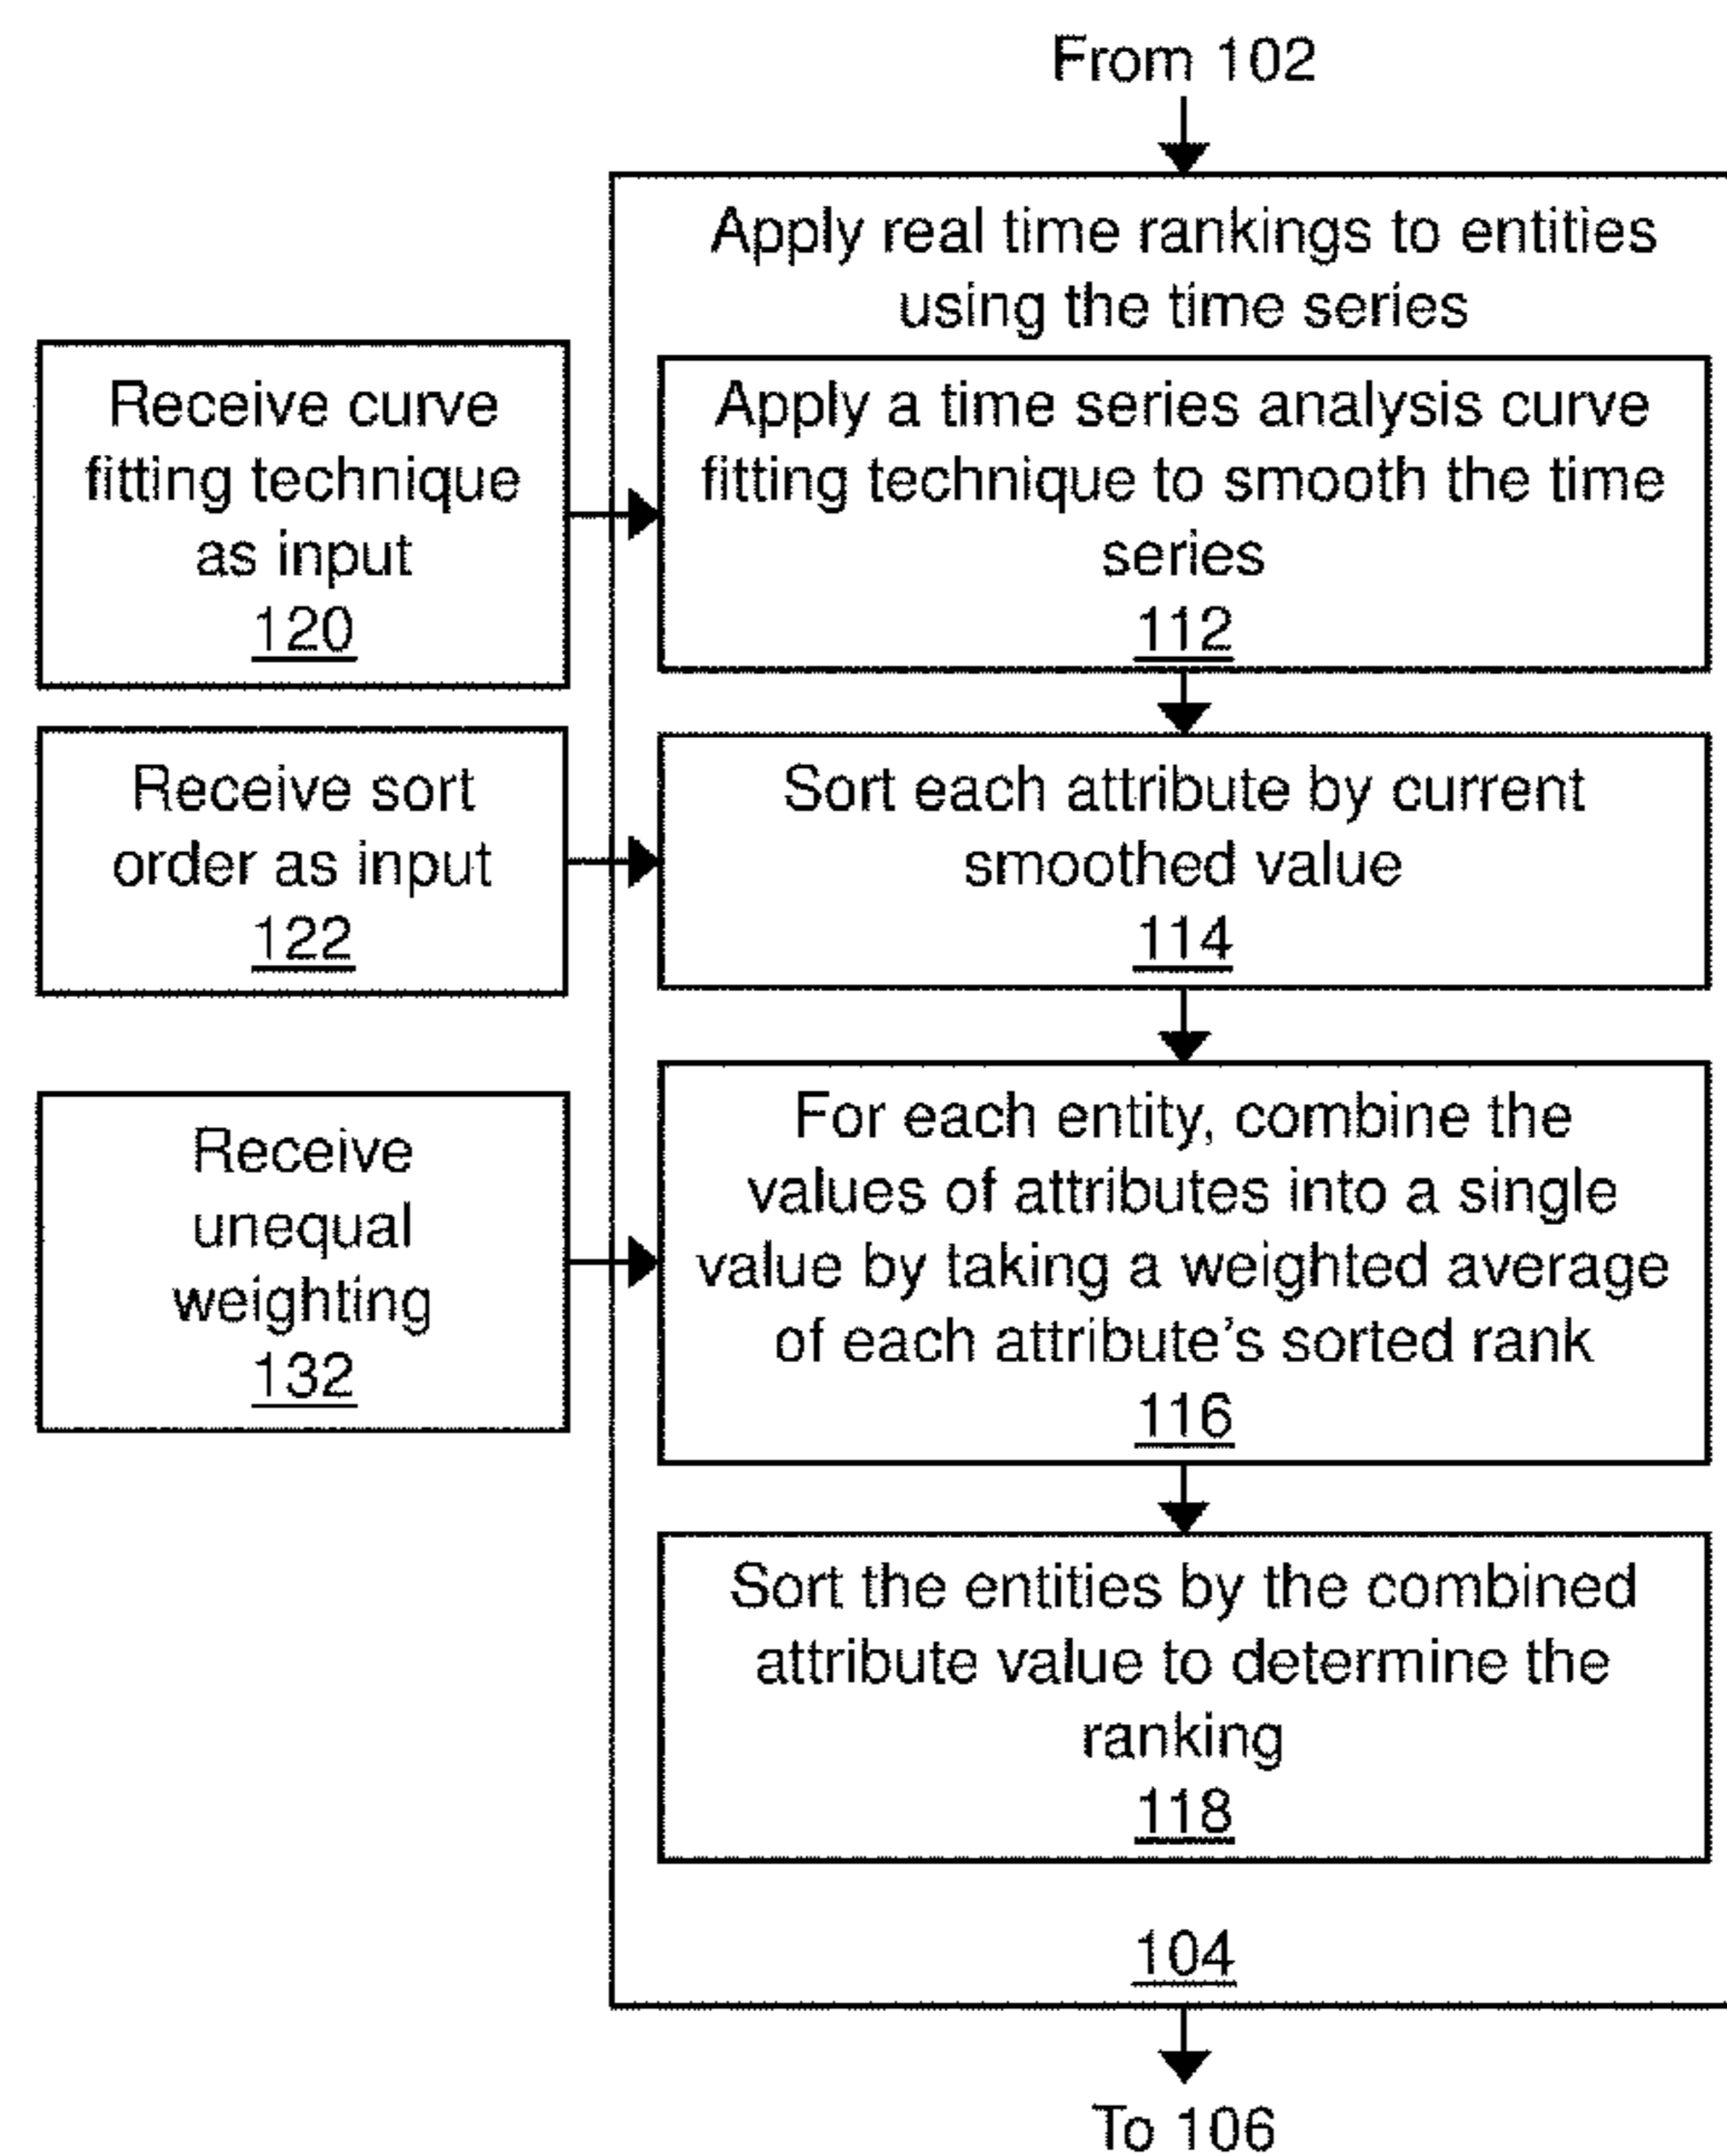 From 102
Apply real time rankings to entities
using the time series
Receive curve
fitting technique
as input
120
Apply a time series analysis curve
fitting technique to smooth the time
series
112
Receive sort
order as input
122
Sort each attribute by current
smoothed value
114
Receive
unequal
weighting
132
For each entity, combine the
values of attributes into a single
value by taking a weighted average
of each attribute's sorted rank
116
Sort the entities by the combined
attribute value to determine the
ranking
118
104
To 106